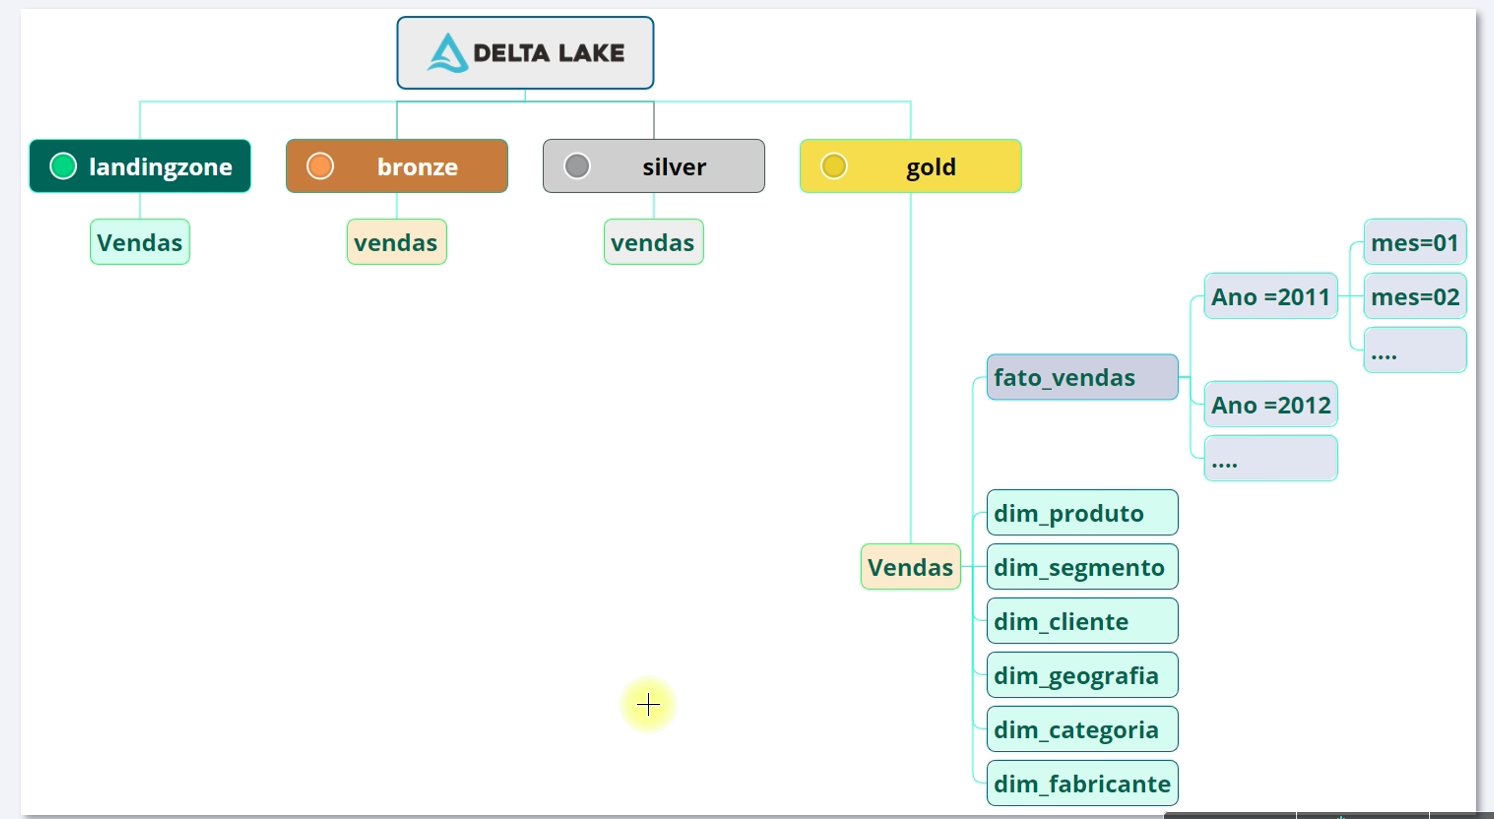 DELTA LAKE
landingzone
bronze
silver
gold
Vendas
vendas
vendas
mes=01
Ano =2011
mes=02
....
fato_vendas
Ano =2012
....
dim_produto
Vendas
dim_segmento
dim_cliente
dim_geografia
dim_categoria
dim_fabricante